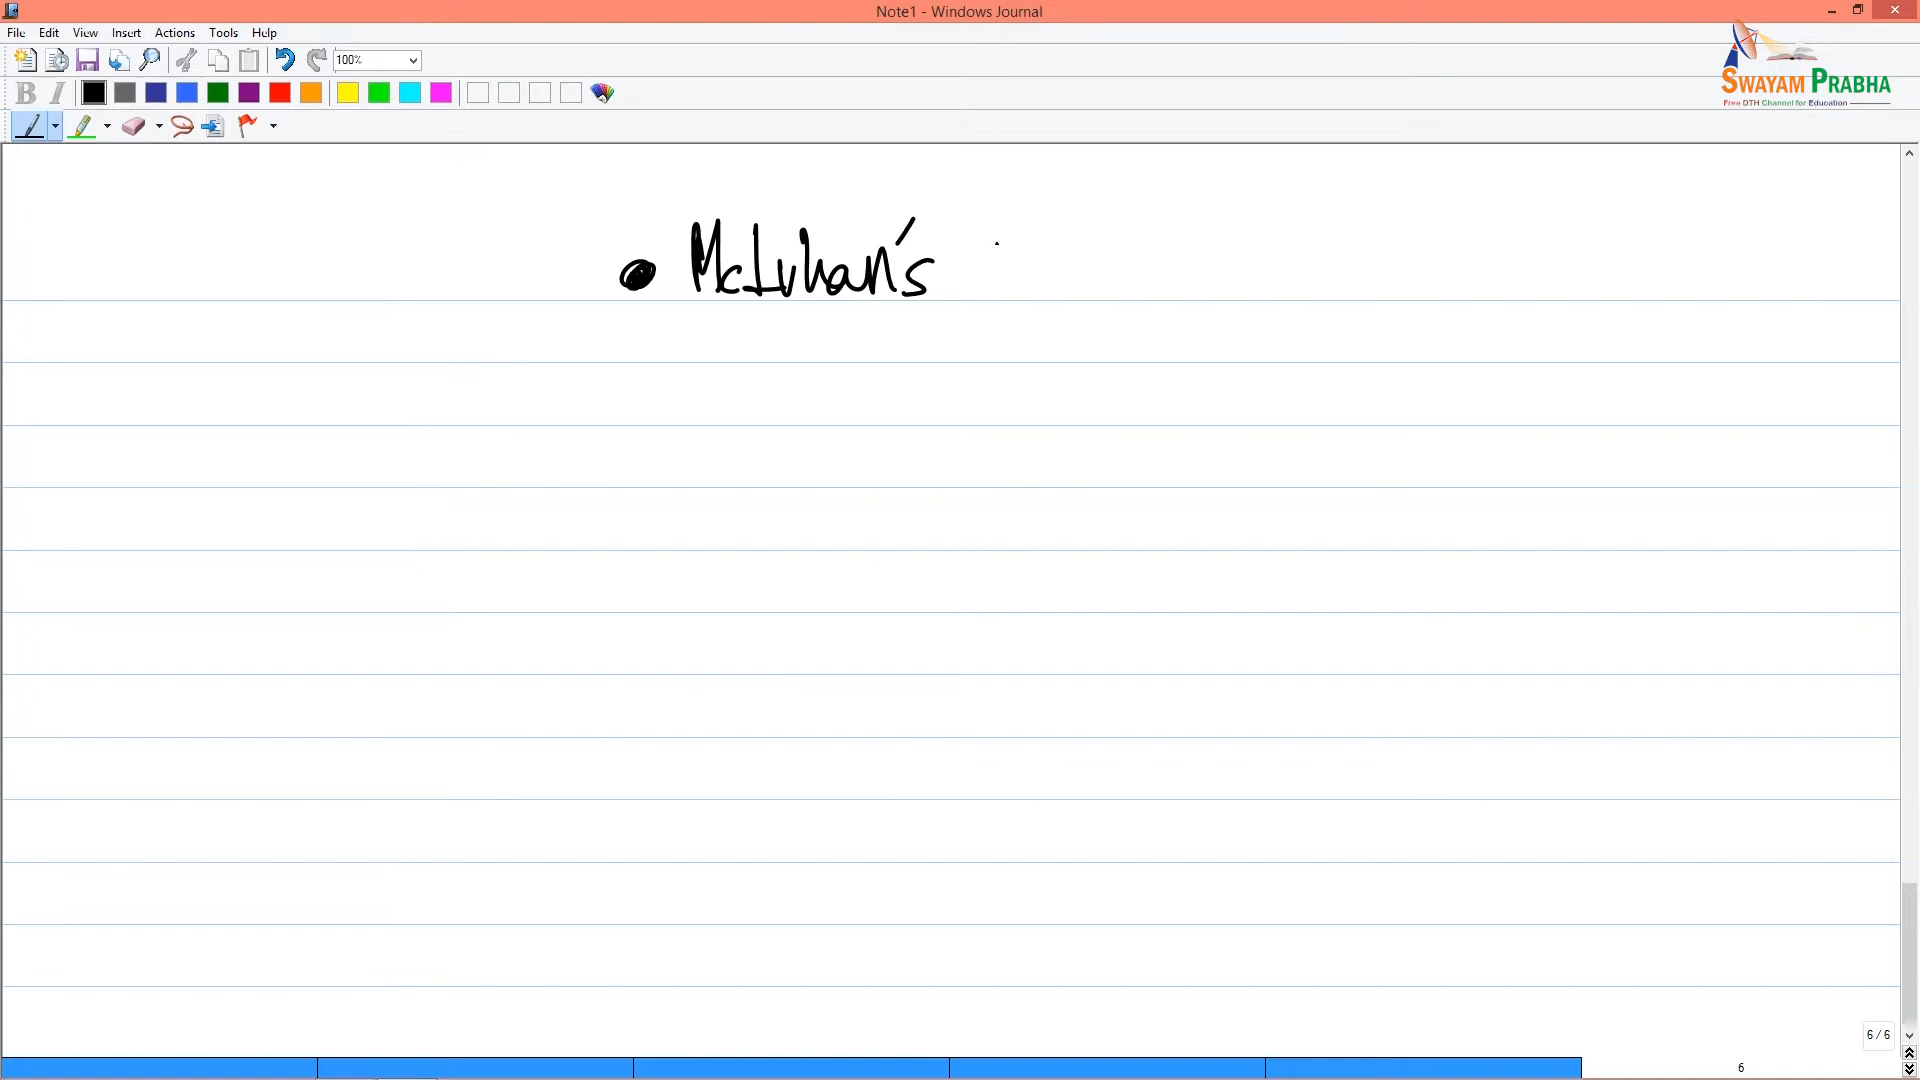 Note1 - Windows Journal
File Edit View Insert Actions Tools Help
100%
B I
SWAYAM PRABHA
Free DTH Channel for Education
• McLuhan's
6 / 6
6